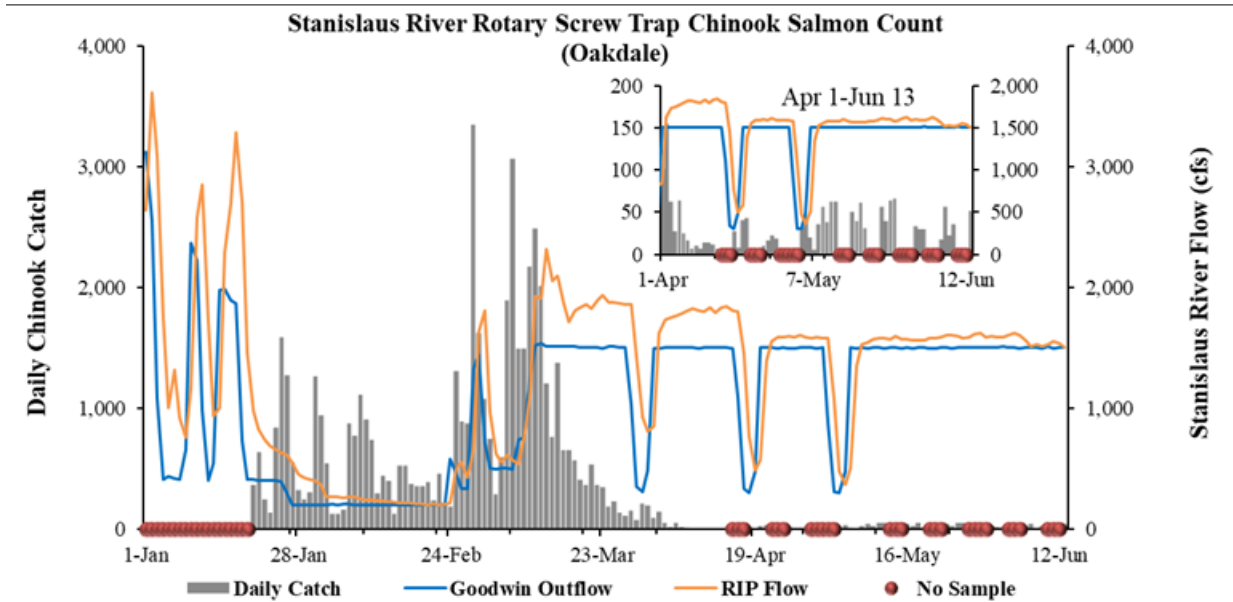 Stanislaus River Rotary Screw Trap Chinook Salmon Count
(Oakdale)
Daily Chinook Catch
4,000
3,000
2,000
1,000
0
1-Jan
28-Jan
24-Feb
23-Mar
19-Apr
16-May
12-Jun
4,000
3,000
2,000
1,000
0
Stanislaus River Flow (cfs)
Apr 1-Jun 13
200
150
100
50
0
2,000
1,500
1,000
500
0
1-Apr
7-May
12-Jun
Daily Catch
Goodwin Outflow
RIP Flow
No Sample